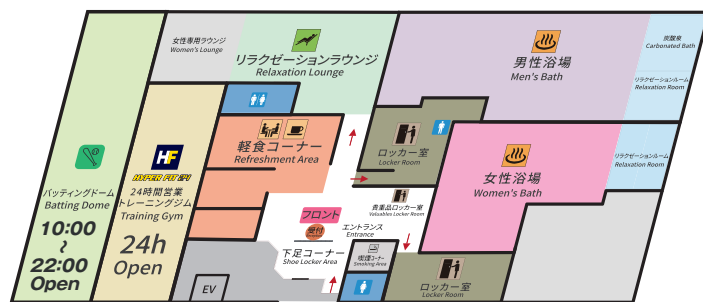 女性専用ラウンジ
Women's Lounge
リラクゼーションラウンジ
Relaxation Lounge
男性浴場
Men's Bath
炭酸泉
Carbonated Bath
リラクゼーションルーム
Relaxation Room
軽食コーナー
Refreshment Area
ロッカー室
Locker Room
女性浴場
Women's Bath
リラクゼーションルーム
Relaxation Room
バッティングドーム
Batting Dome
10:00
~
22:00
Open
HF
HYPER FIT 24
24時間営業
トレーニングジム
Training Gym
24h
Open
貴重品ロッカー室
Valuables Locker Room
フロント
受付
エントランス
Entrance
下足コーナー
Shoe Locker Area
喫煙コーナー
Smoking Area
EV
ロッカー室
Locker Room